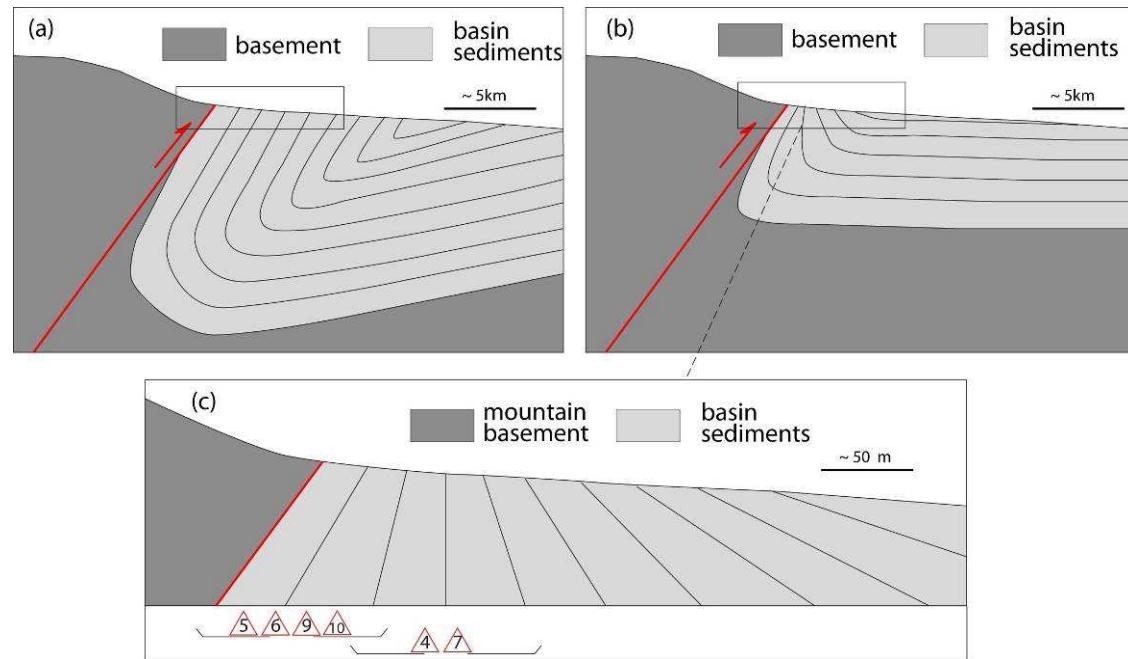 (a)
basement
basin
sediments
~ 5km
(b)
basement
basin
sediments
~ 5km
(c)
mountain
basement
basin
sediments
~ 50 m
5 6 9 10
4 7